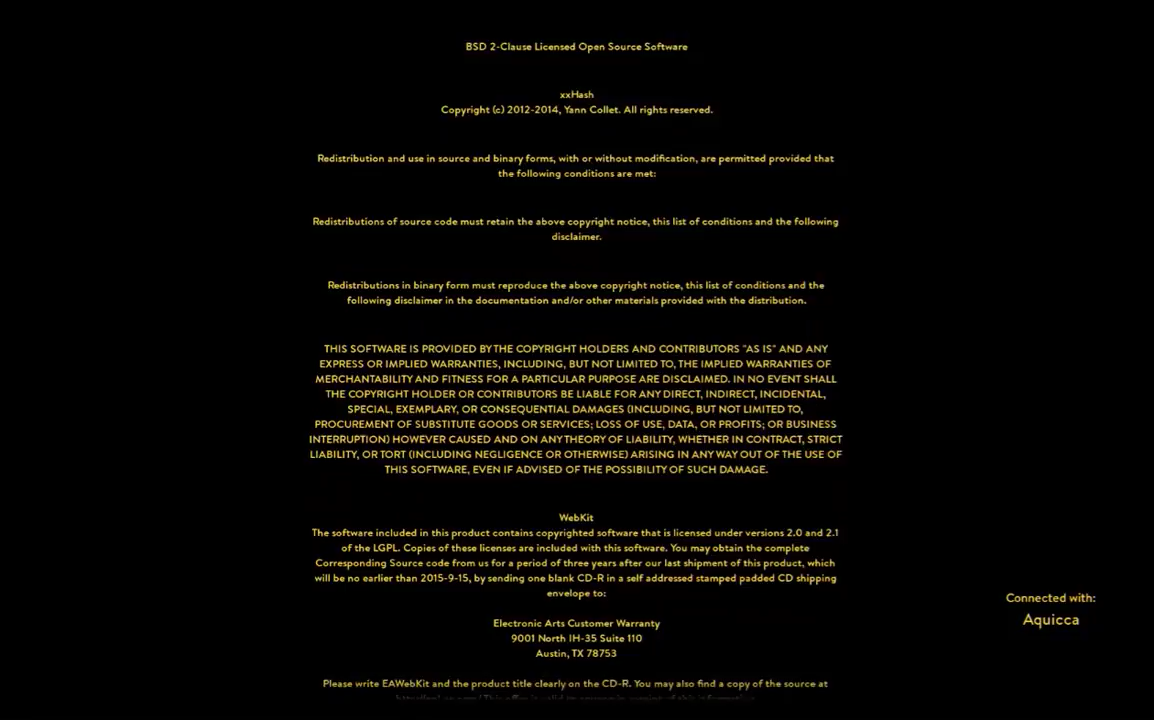 BSD 2-Clause Licensed Open Source Software
xxHash
Copyright (c) 2012-2014, Yann Collet. All rights reserved.
Redistribution and use in source and binary forms, with or without modification, are permitted provided that
the following conditions are met:
Redistributions of source code must retain the above copyright notice, this list of conditions and the following
disclaimer.
Redistributions in binary form must reproduce the above copyright notice, this list of conditions and the
following disclaimer in the documentation and/or other materials provided with the distribution.
THIS SOFTWARE IS PROVIDED BY THE COPYRIGHT HOLDERS AND CONTRIBUTORS "AS IS" AND ANY
EXPRESS OR IMPLIED WARRANTIES, INCLUDING, BUT NOT LIMITED TO, THE IMPLIED WARRANTIES OF
MERCHANTABILITY AND FITNESS FOR A PARTICULAR PURPOSE ARE DISCLAIMED. IN NO EVENT SHALL
THE COPYRIGHT HOLDER OR CONTRIBUTORS BE LIABLE FOR ANY DIRECT, INDIRECT, INCIDENTAL,
SPECIAL, EXEMPLARY, OR CONSEQUENTIAL DAMAGES (INCLUDING, BUT NOT LIMITED TO,
PROCUREMENT OF SUBSTITUTE GOODS OR SERVICES; LOSS OF USE, DATA, OR PROFITS; OR BUSINESS
INTERRUPTION) HOWEVER CAUSED AND ON ANY THEORY OF LIABILITY, WHETHER IN CONTRACT, STRICT
LIABILITY, OR TORT (INCLUDING NEGLIGENCE OR OTHERWISE) ARISING IN ANY WAY OUT OF THE USE OF
THIS SOFTWARE, EVEN IF ADVISED OF THE POSSIBILITY OF SUCH DAMAGE.
WebKit
The software included in this product contains copyrighted software that is licensed under versions 2.0 and 2.1
of the LGPL. Copies of these licenses are included with this software. You may obtain the complete
Corresponding Source code from us for a period of three years after our last shipment of this product, which
will be no earlier than 2015-9-15, by sending one blank CD-R in a self addressed stamped padded CD shipping
envelope to:
Electronic Arts Customer Warranty
9001 North IH-35 Suite 110
Austin, TX 78753
Please write EAWebKit and the product title clearly on the CD-R. You may also find a copy of the source at
Connected with:
Aquicca